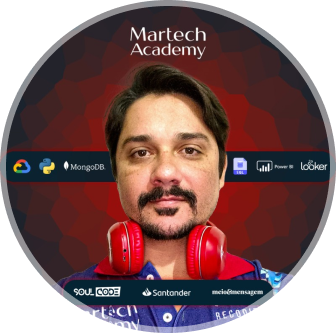 Martech
Academy
MongoDB.
Power BI
looker
SOUL CODE
Santander
meio&mensagem